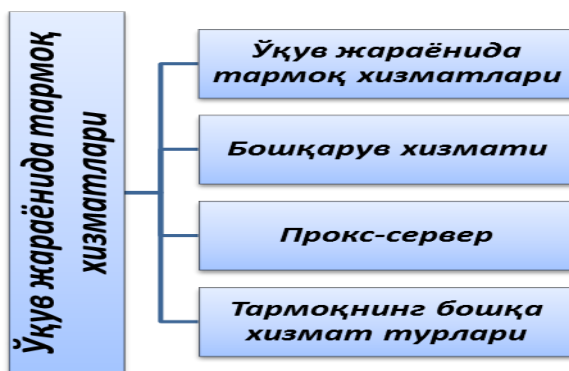 Ўқув жараёнида тармоқ
хизматлари
Ўқув жараёнида
тармоқ хизматлари
Бошқарув хизмати
Прокс-сервер
Тармоқнинг бошқа
хизмат турлари